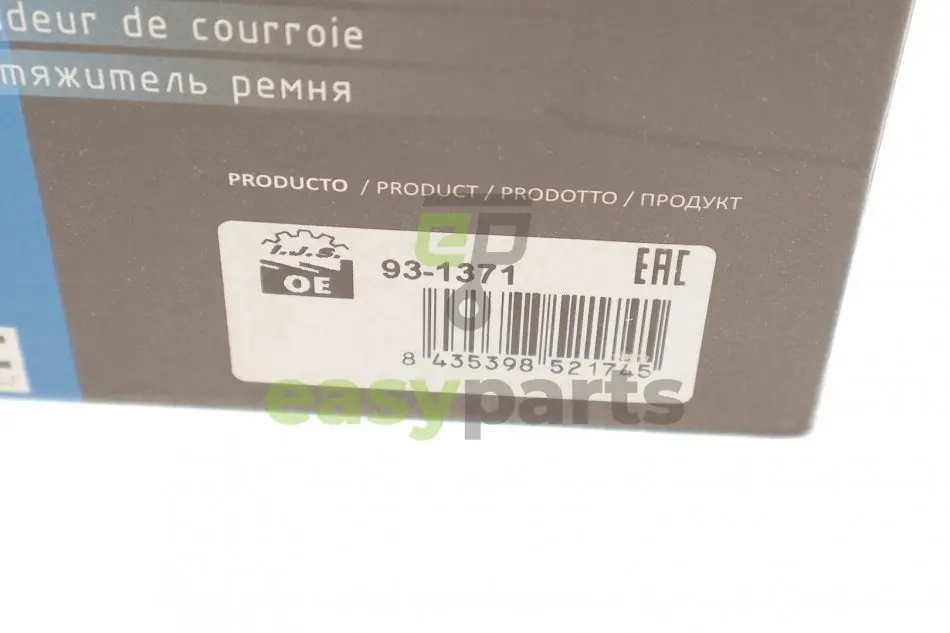 deur de courroie
тяжитель ремня
PRODUCTO / PRODUCT / PRODOTTO / ПРОДУКТ
I.J.S.
OE
93-1371
EAC
8 435398 521745
easyparts